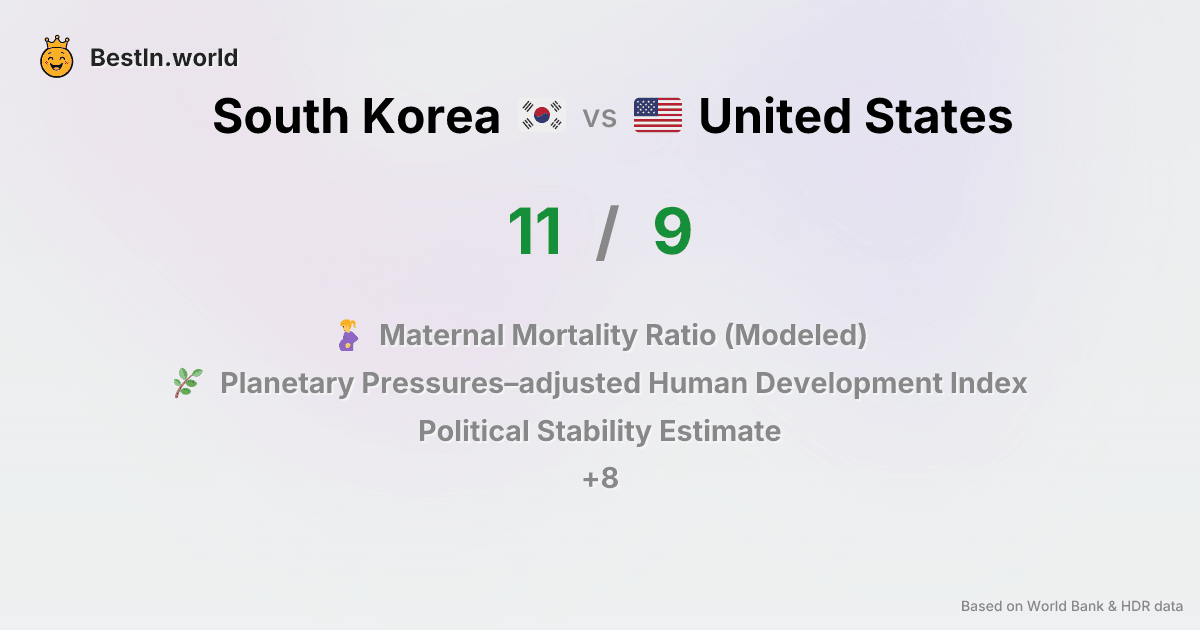 BestIn.world
South Korea vs United States
11 / 9
Maternal Mortality Ratio (Modeled)
Planetary Pressures–adjusted Human Development Index
Political Stability Estimate
+8
Based on World Bank & HDR data